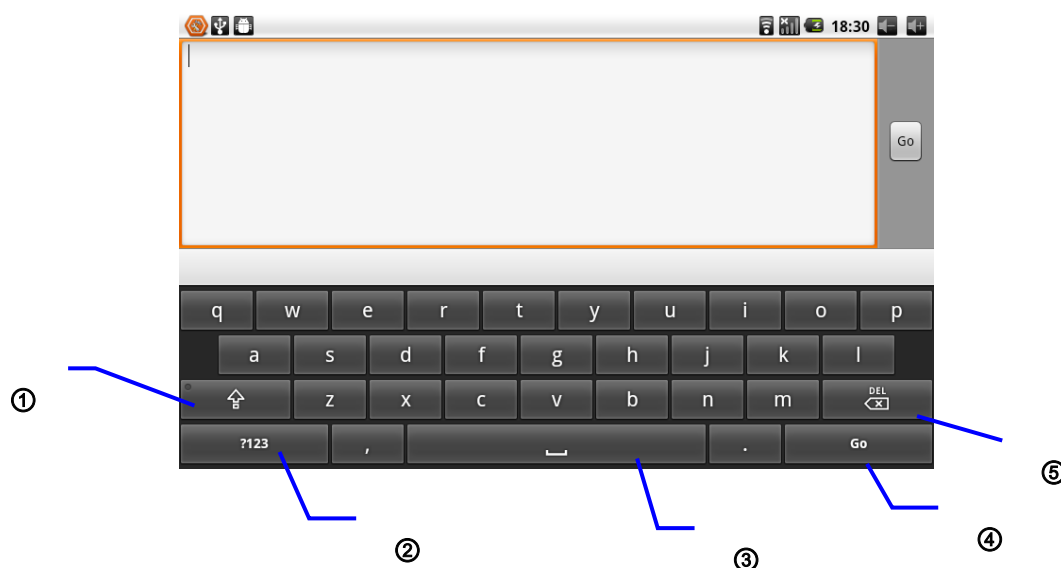 18:30
Go
q w e r t y u i o p
a s d f g h j k l
① z x c v b n m DEL
?123 , . Go
⑤
④
②
③